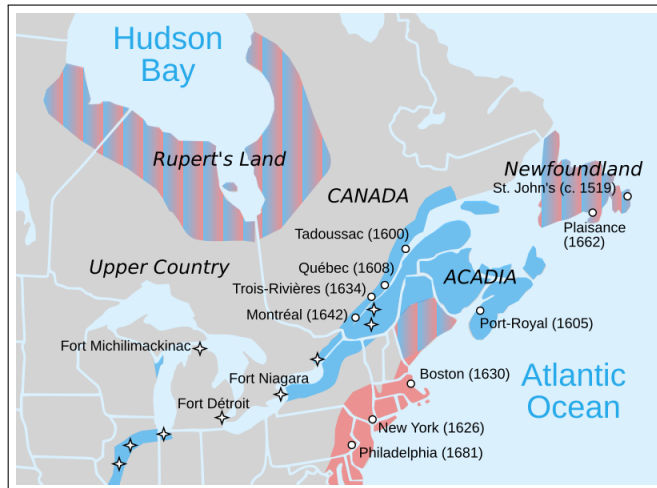 Hudson
Bay
Rupert's Land
Newfoundland
St. John's (c. 1519)
CANADA
Plaisance
(1662)
Tadoussac (1600)
Upper Country
Québec (1608)
ACADIA
Trois-Rivières (1634)
Montréal (1642)
Port-Royal (1605)
Fort Michilimackinac
Fort Niagara
Boston (1630)
Atlantic
Ocean
Fort Détroit
New York (1626)
Philadelphia (1681)